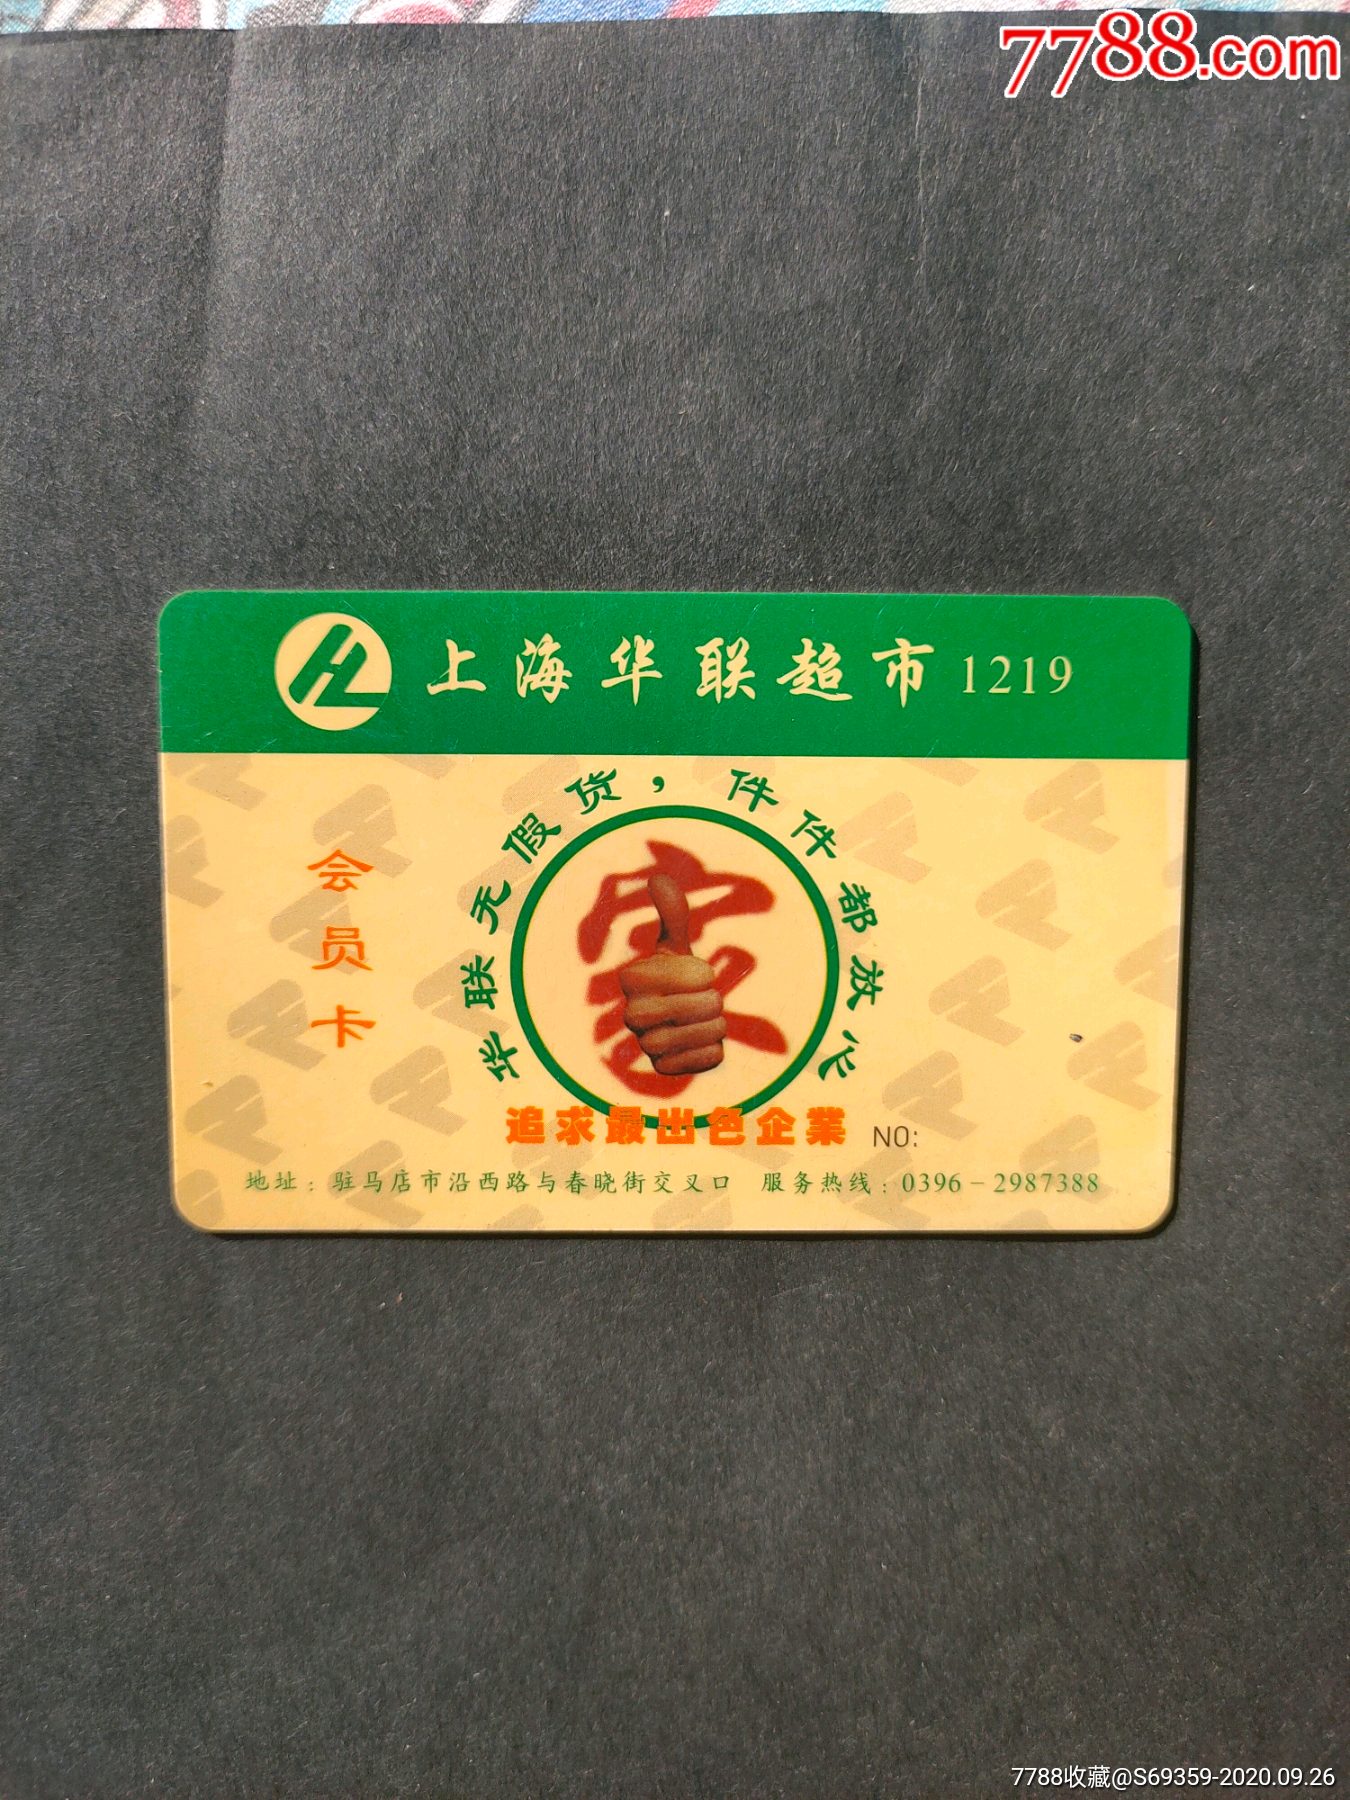 7788.com
上海华联超市 1219
华联无假货，件件都放心
会员卡
追求最出色企業
NO:
地址：驻马店市沿西路与春晓街交叉口 服务热线：0396－2987388
7788收藏@S69359-2020.09.26